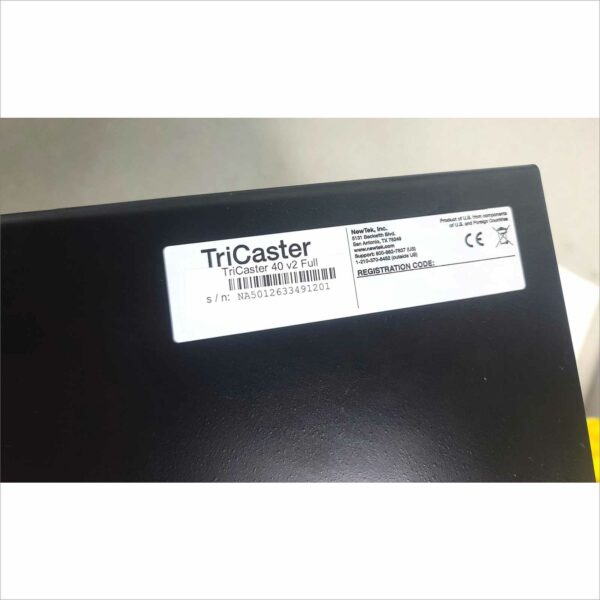 TriCaster
TriCaster 40 v2 Full
s / n: NA5012633491201
NewTek, Inc.
5131 Beckwith Blvd.
San Antonio, TX 78249
www.newtek.com
Support: 800-862-7837 (US)
1-210-370-8452 (outside US)
REGISTRATION CODE:
Product of U.S. from components
of U.S. and Foreign Countries
CE